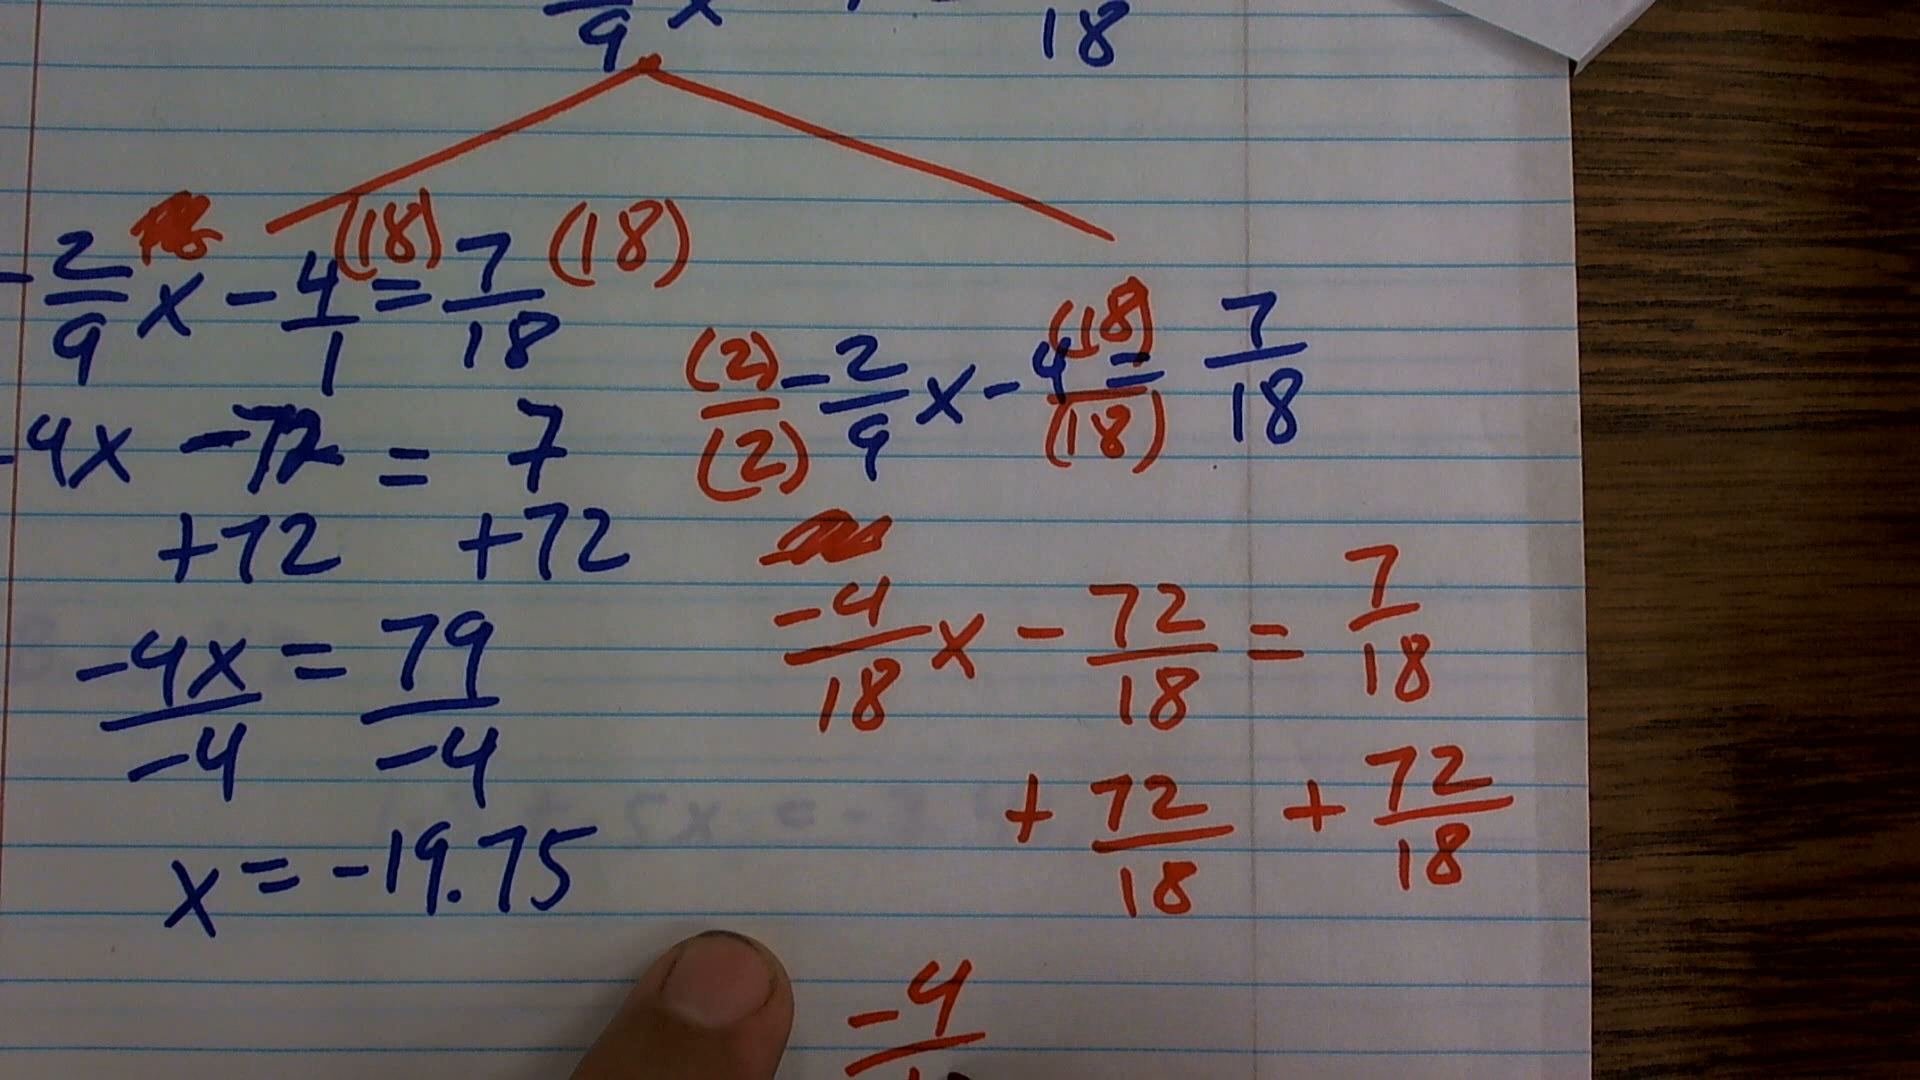 9 x 18
-2/9 x - 4/1 (18) = 7/18 (18)
-4x - 72 = 7
+72 +72
-4x/-4 = 79/-4
x = -19.75
(2)/(2) - 2/9 x - 4(18)/(18) = 7/18
-4/18 x - 72/18 = 7/18
+ 72/18 + 72/18
-4